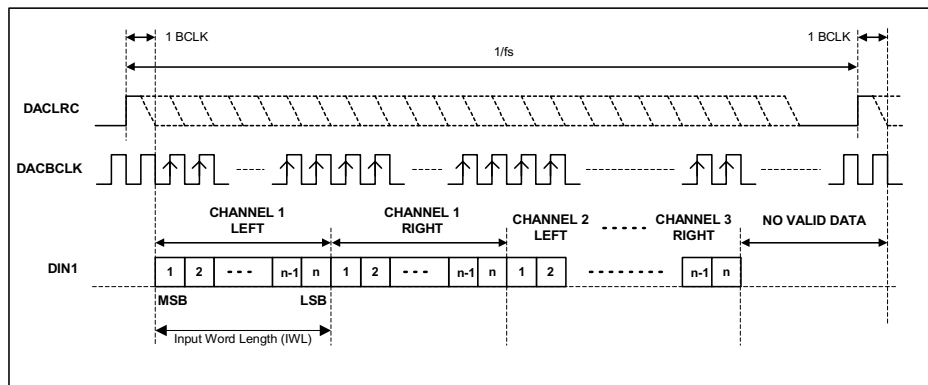 1 BCLK
1 BCLK
1/fs
DACLRC
DACBCLK
CHANNEL 1
LEFT
CHANNEL 1
RIGHT
CHANNEL 2
LEFT
CHANNEL 3
RIGHT
NO VALID DATA
DIN1
1 2 n-1 n 1 2 n-1 n 1 2 n-1 n
MSB LSB
Input Word Length (IWL)